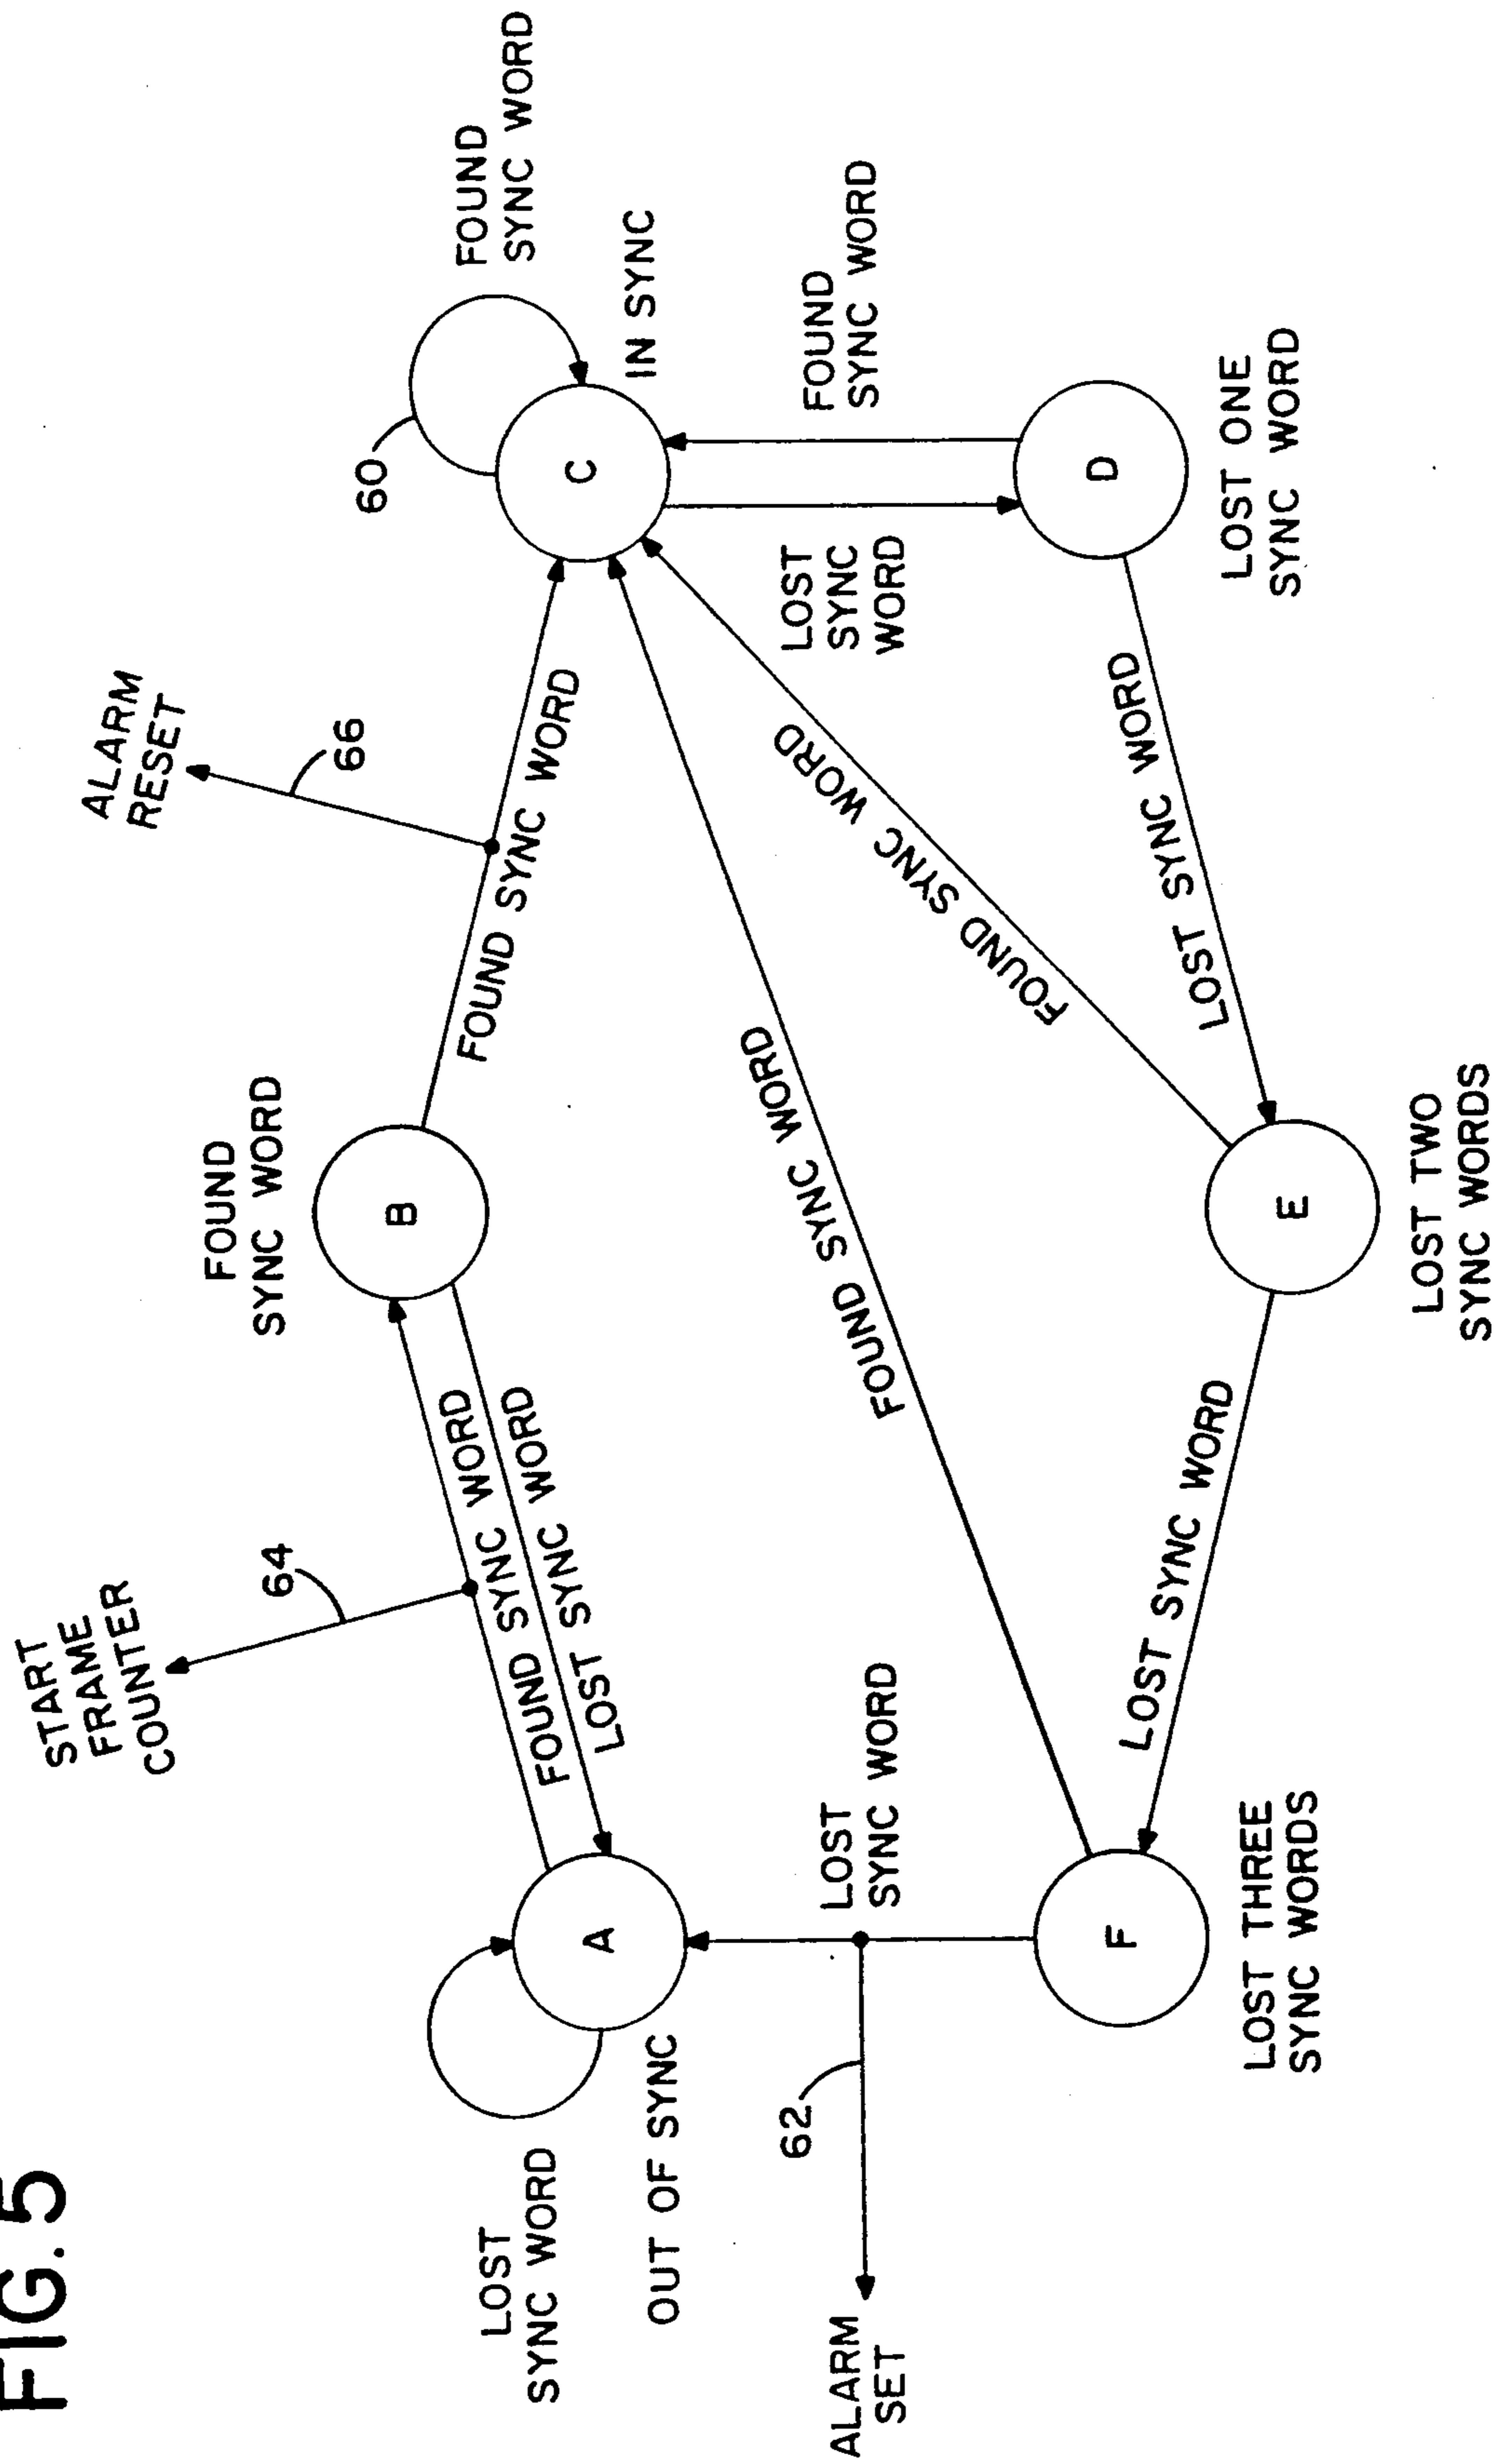 FIG. 5
START
FRAME
COUNTER
64
ALARM
RESET
66
FOUND
SYNC WORD
B
60
FOUND
SYNC WORD
LOST
SYNC WORD
A
OUT OF SYNC
FOUND SYNC WORD
LOST SYNC WORD
FOUND SYNC WORD
C
IN SYNC
62
ALARM
SET
LOST
SYNC WORD
FOUND SYNC WORD
FOUND SYNC WORD
LOST
SYNC
WORD
FOUND
SYNC WORD
F
LOST THREE
SYNC WORDS
LOST SYNC WORD
E
LOST TWO
SYNC WORDS
LOST SYNC WORD
D
LOST ONE
SYNC WORD